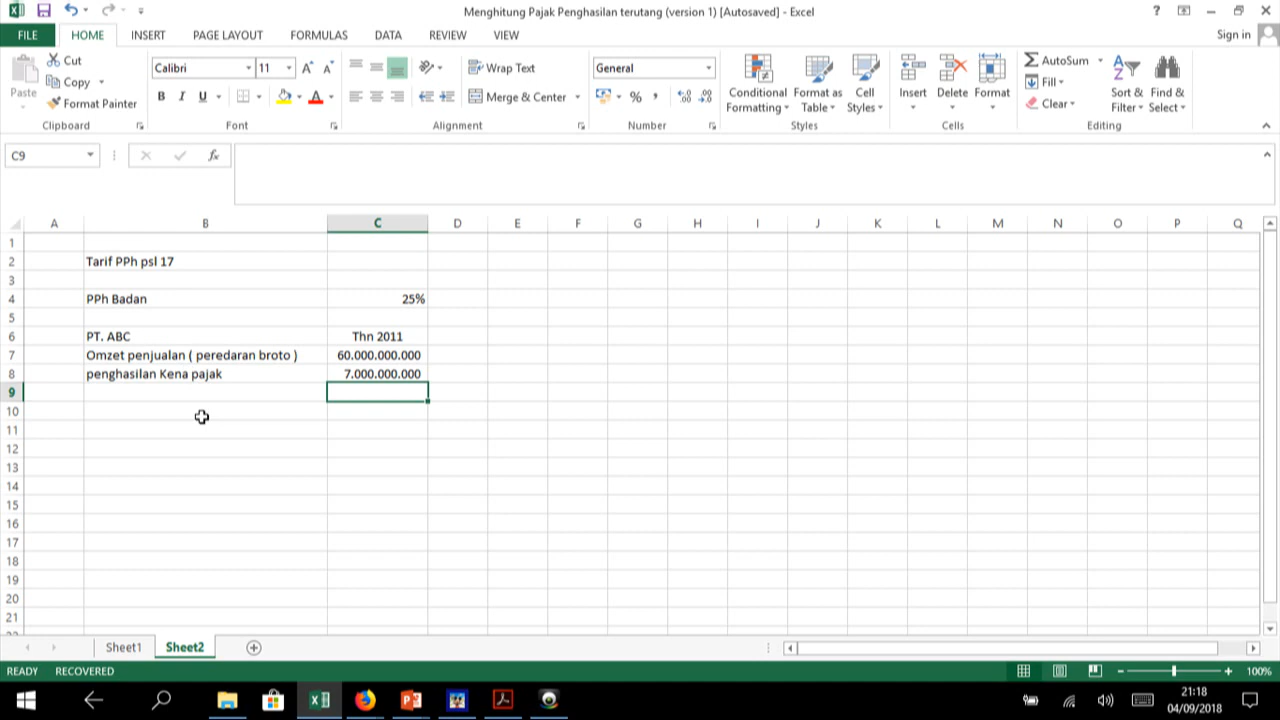 Menghitung Pajak Penghasilan terutang (version 1) [Autosaved] - Excel
?
FILE HOME INSERT PAGE LAYOUT FORMULAS DATA REVIEW VIEW Sign in
Paste
Cut
Copy
Format Painter
Clipboard
Calibri 11
B I U
Font
Wrap Text
Merge & Center
Alignment
General
%
Number
Conditional Formatting
Format as Table
Cell Styles
Styles
Insert
Delete
Format
Cells
AutoSum
Fill
Clear
Sort & Filter
Find & Select
Editing
C9 fx
A B C D E F G H I J K L M N O P Q
1
2 Tarif PPh psl 17
3
4 PPh Badan 25%
5
6 PT. ABC Thn 2011
7 Omzet penjualan ( peredaran broto ) 60.000.000.000
8 penghasilan Kena pajak 7.000.000.000
9
10
11
12
13
14
15
16
17
18
19
20
21
Sheet1 Sheet2
READY RECOVERED 100%
21:18
04/09/2018